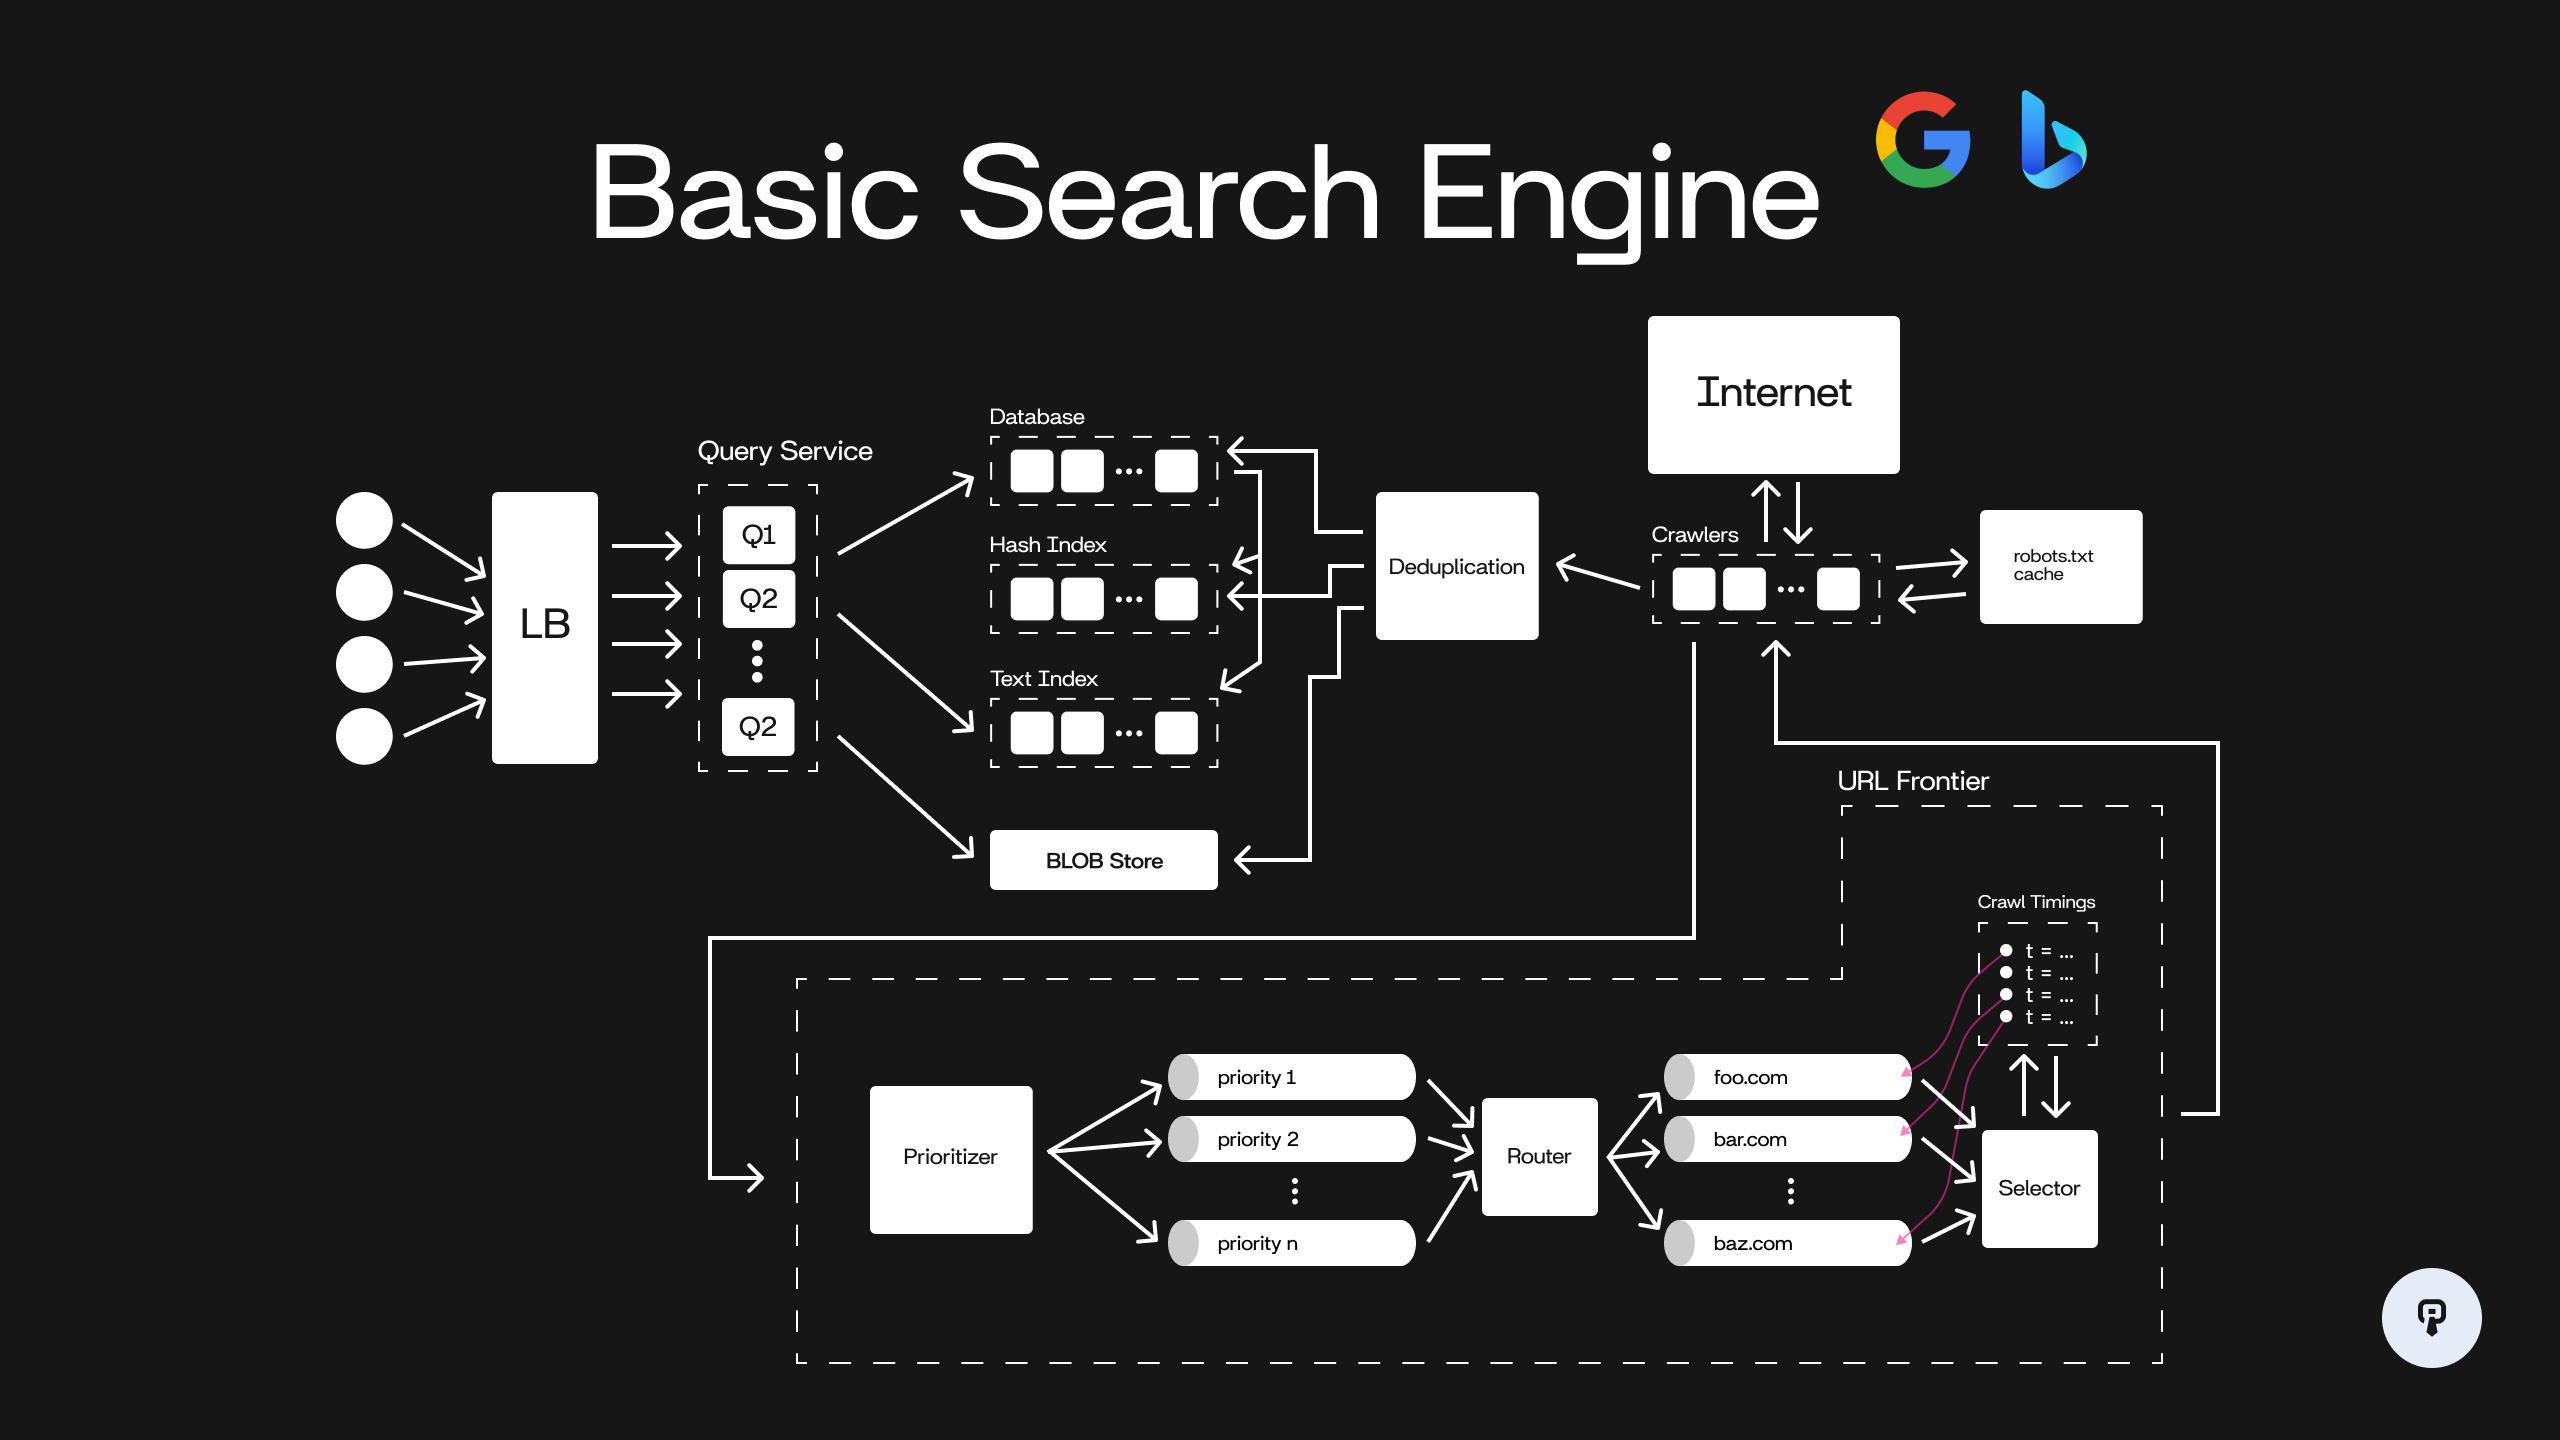 Basic Search Engine
Internet
Database
Query Service
Q1
Q2
Q2
LB
Hash Index
Text Index
BLOB Store
Deduplication
Crawlers
robots.txt
cache
URL Frontier
Crawl Timings
t = ...
t = ...
t = ...
t = ...
Prioritizer
priority 1
priority 2
priority n
Router
foo.com
bar.com
baz.com
Selector